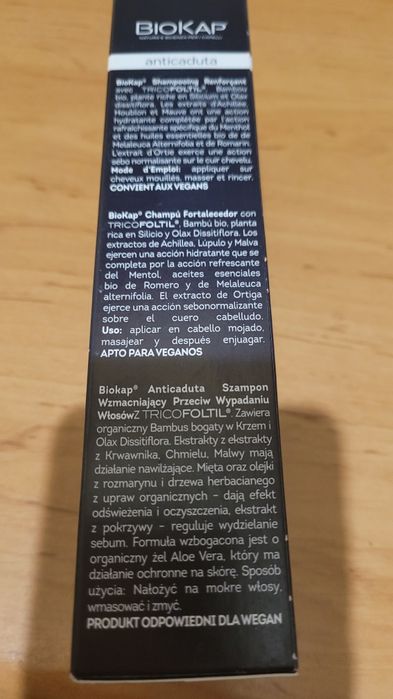 BIOKAP®
NATURA E SCIENZA PER I CAPELLI
anticaduta
BioKap® Shampooing Renforçant
avec TRICOFOLTIL®, Bambou
bio, plante riche en Silicium et Olax
dissitiflora. Les extraits d'Achillée,
Houblon et Mauve ont une action
hydratante complétée par l'action
rafraîchissante spécifique du Menthol
et des huiles essentielles bio de de
Melaleuca Alternifolia et de Romarin.
L'extrait d'Ortie exerce une action
sébo normalisante sur le cuir chevelu.
Mode d'Emploi: appliquer sur
cheveux mouillés, masser et rincer.
CONVIENT AUX VEGANS
BioKap® Champú Fortalecedor con
TRICOFOLTIL®, Bambú bio, planta
rica en Silicio y Olax Dissitiflora. Los
extractos de Achillea, Lúpulo y Malva
ejercen una acción hidratante que se
completa por la acción refrescante
del Mentol, aceites esenciales
bio de Romero y de Melaleuca
alternifolia. El extracto de Ortiga
ejerce una acción sebonormalizante
sobre el cuero cabelludo.
Uso: aplicar en cabello mojado,
masajear y después enjuagar.
APTO PARA VEGANOS
Biokap® Anticaduta Szampon
Wzmacniający Przeciw Wypadaniu
WłosówZ TRICOFOLTIL®. Zawiera
organiczny Bambus bogaty w Krzem i
Olax Dissitiflora. Ekstrakty z ekstrakty
z Krwawnika, Chmielu, Malwy mają
działanie nawilżające. Mięta oraz olejki
z rozmarynu i drzewa herbacianego
z upraw organicznych – dają efekt
odświeżenia i oczyszczenia, ekstrakt
z pokrzywy – reguluje wydzielanie
sebum. Formuła wzbogacona jest o
organiczny żel Aloe Vera, który ma
działanie ochronne na skórę. Sposób
użycia: Nałożyć na mokre włosy,
wmasować i zmyć.
PRODUKT ODPOWIEDNI DLA WEGAN